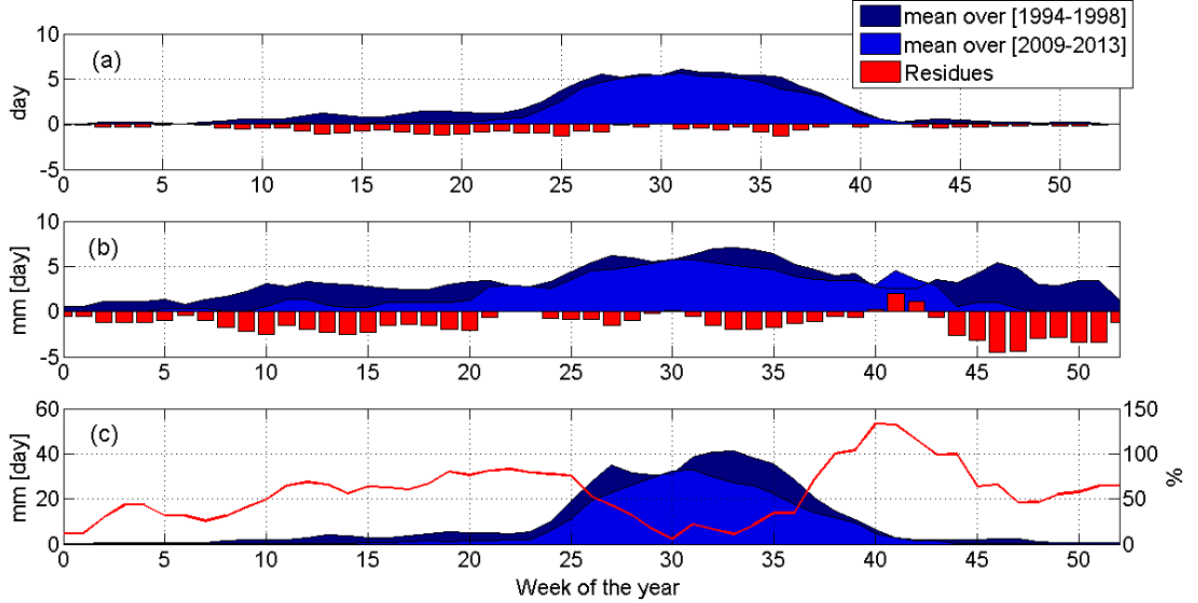 mean over [1994-1998]
mean over [2009-2013]
Residues
(a)
day
10
5
0
-5
0 5 10 15 20 25 30 35 40 45 50
(b)
mm [day]
10
5
0
-5
0 5 10 15 20 25 30 35 40 45 50
(c)
mm [day]
60
40
20
0
150
100
50
0
%
0 5 10 15 20 25 30 35 40 45 50
Week of the year